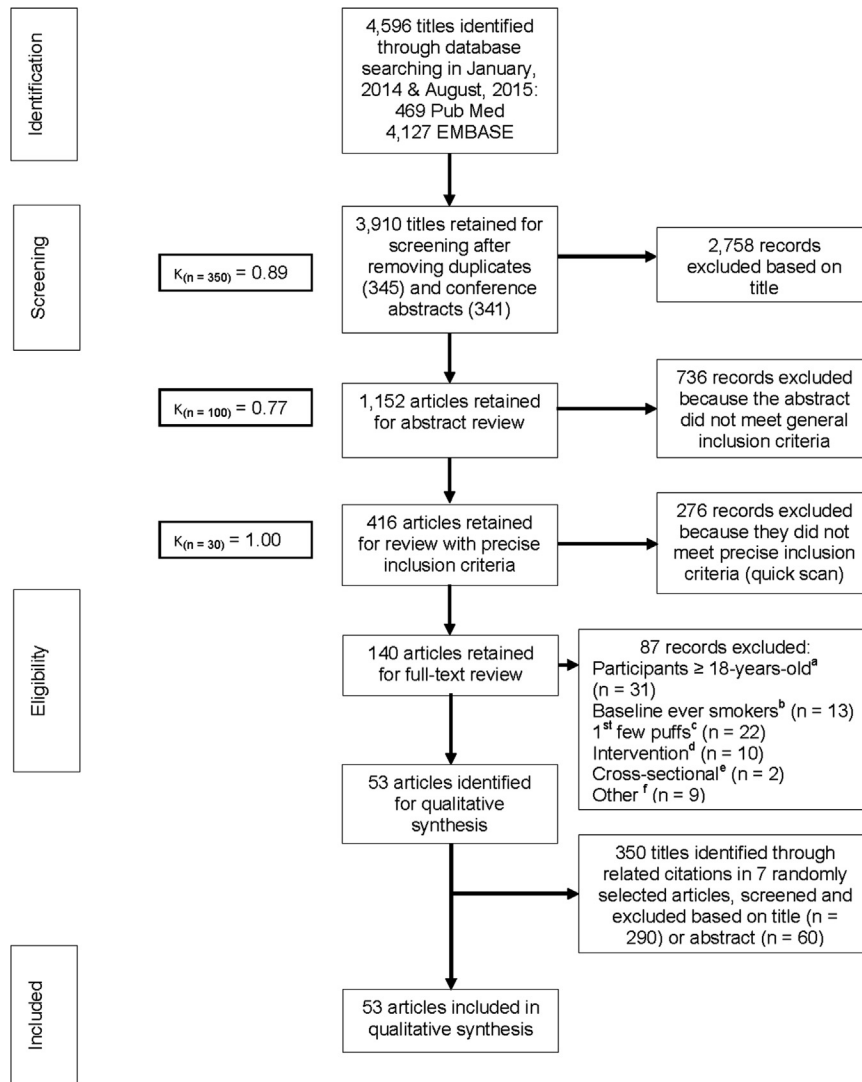 Identification
4,596 titles identified
through database
searching in January,
2014 & August, 2015:
469 Pub Med
4,127 EMBASE
Screening
K(n = 350) = 0.89
3,910 titles retained for
screening after
removing duplicates
(345) and conference
abstracts (341)
2,758 records
excluded based on
title
K(n = 100) = 0.77
1,152 articles retained
for abstract review
736 records excluded
because the abstract
did not meet general
inclusion criteria
K(n = 30) = 1.00
416 articles retained
for review with precise
inclusion criteria
276 records excluded
because they did not
meet precise inclusion
criteria (quick scan)
Eligibility
140 articles retained
for full-text review
87 records excluded:
Participants ≥ 18-years-old a
(n = 31)
Baseline ever smokers b (n = 13)
1st few puffs c (n = 22)
Intervention d (n = 10)
Cross-sectional e (n = 2)
Other f (n = 9)
53 articles identified
for qualitative
synthesis
350 titles identified through
related citations in 7 randomly
selected articles, screened and
excluded based on title (n =
290) or abstract (n = 60)
Included
53 articles included in
qualitative synthesis